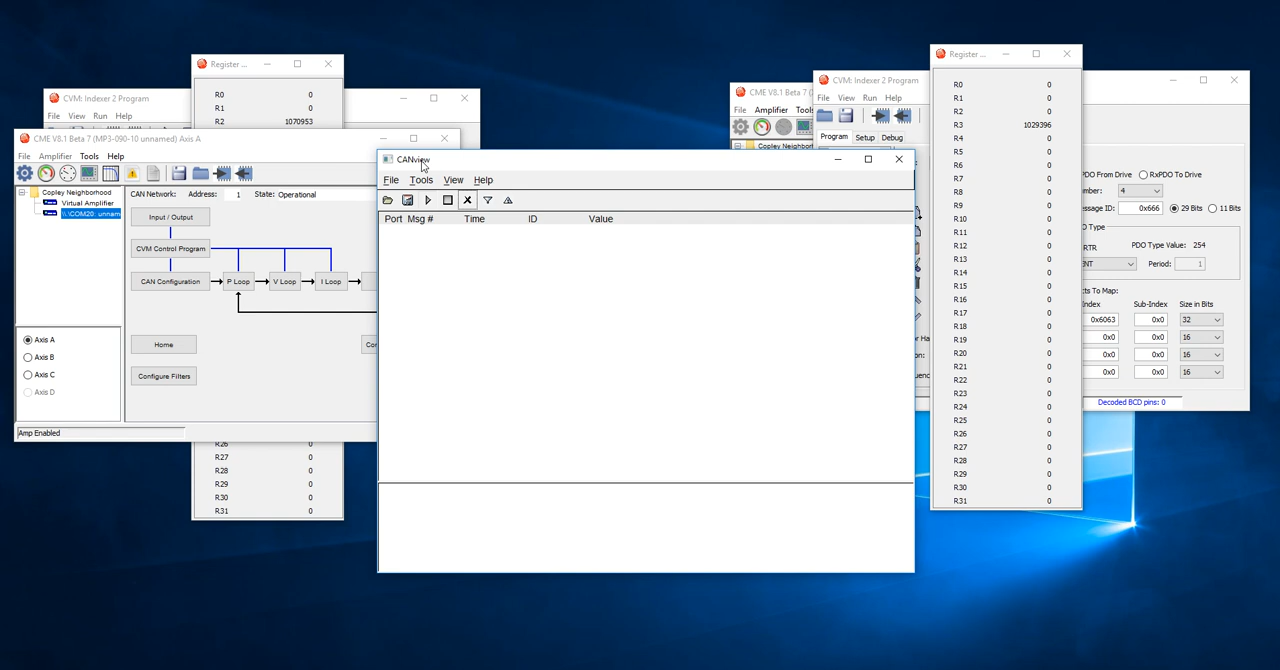 Register ...
R0 0
R1 0
R2 1070953
CVM: Indexer 2 Program
File View Run Help
CME V8.1 Beta 7 (MP3-090-10 unnamed) Axis A
File Amplifier Tools Help
Copley Neighborhood
Virtual Amplifier
\\.\COM20: unnam
CAN Network: Address: 1 State: Operational
Input / Output
CVM Control Program
CAN Configuration
P Loop
V Loop
I Loop
Home
Cor
Configure Filters
Axis A
Axis B
Axis C
Axis D
Amp Enabled
R26 0
R27 0
R28 0
R29 0
R30 0
R31 0
CANview
File Tools View Help
Port Msg # Time ID Value
CME V8.1 Beta 7 (
File Amplifier Tools
Copley Neighbor
CVM: Indexer 2 Program
File View Run Help
Program Setup Debug
Register ...
R0 0
R1 0
R2 0
R3 1029396
R4 0
R5 0
R6 0
R7 0
R8 0
R9 0
R10 0
R11 0
R12 0
R13 0
R14 0
R15 0
R16 0
R17 0
R18 0
R19 0
R20 0
R21 0
R22 0
R23 0
R24 0
R25 0
R26 0
R27 0
R28 0
R29 0
R30 0
R31 0
PDO From Drive RxPDO To Drive
umber: 4
essage ID: 0x666 29 Bits 11 Bits
O Type
RTR PDO Type Value: 254
ENT Period: 1
cts To Map:
Index Sub-Index Size in Bits
0x6063 0x0 32
0x0 0x0 16
0x0 0x0 16
0x0 0x0 16
or Ha
on:
uenc
Decoded BCD pins: 0